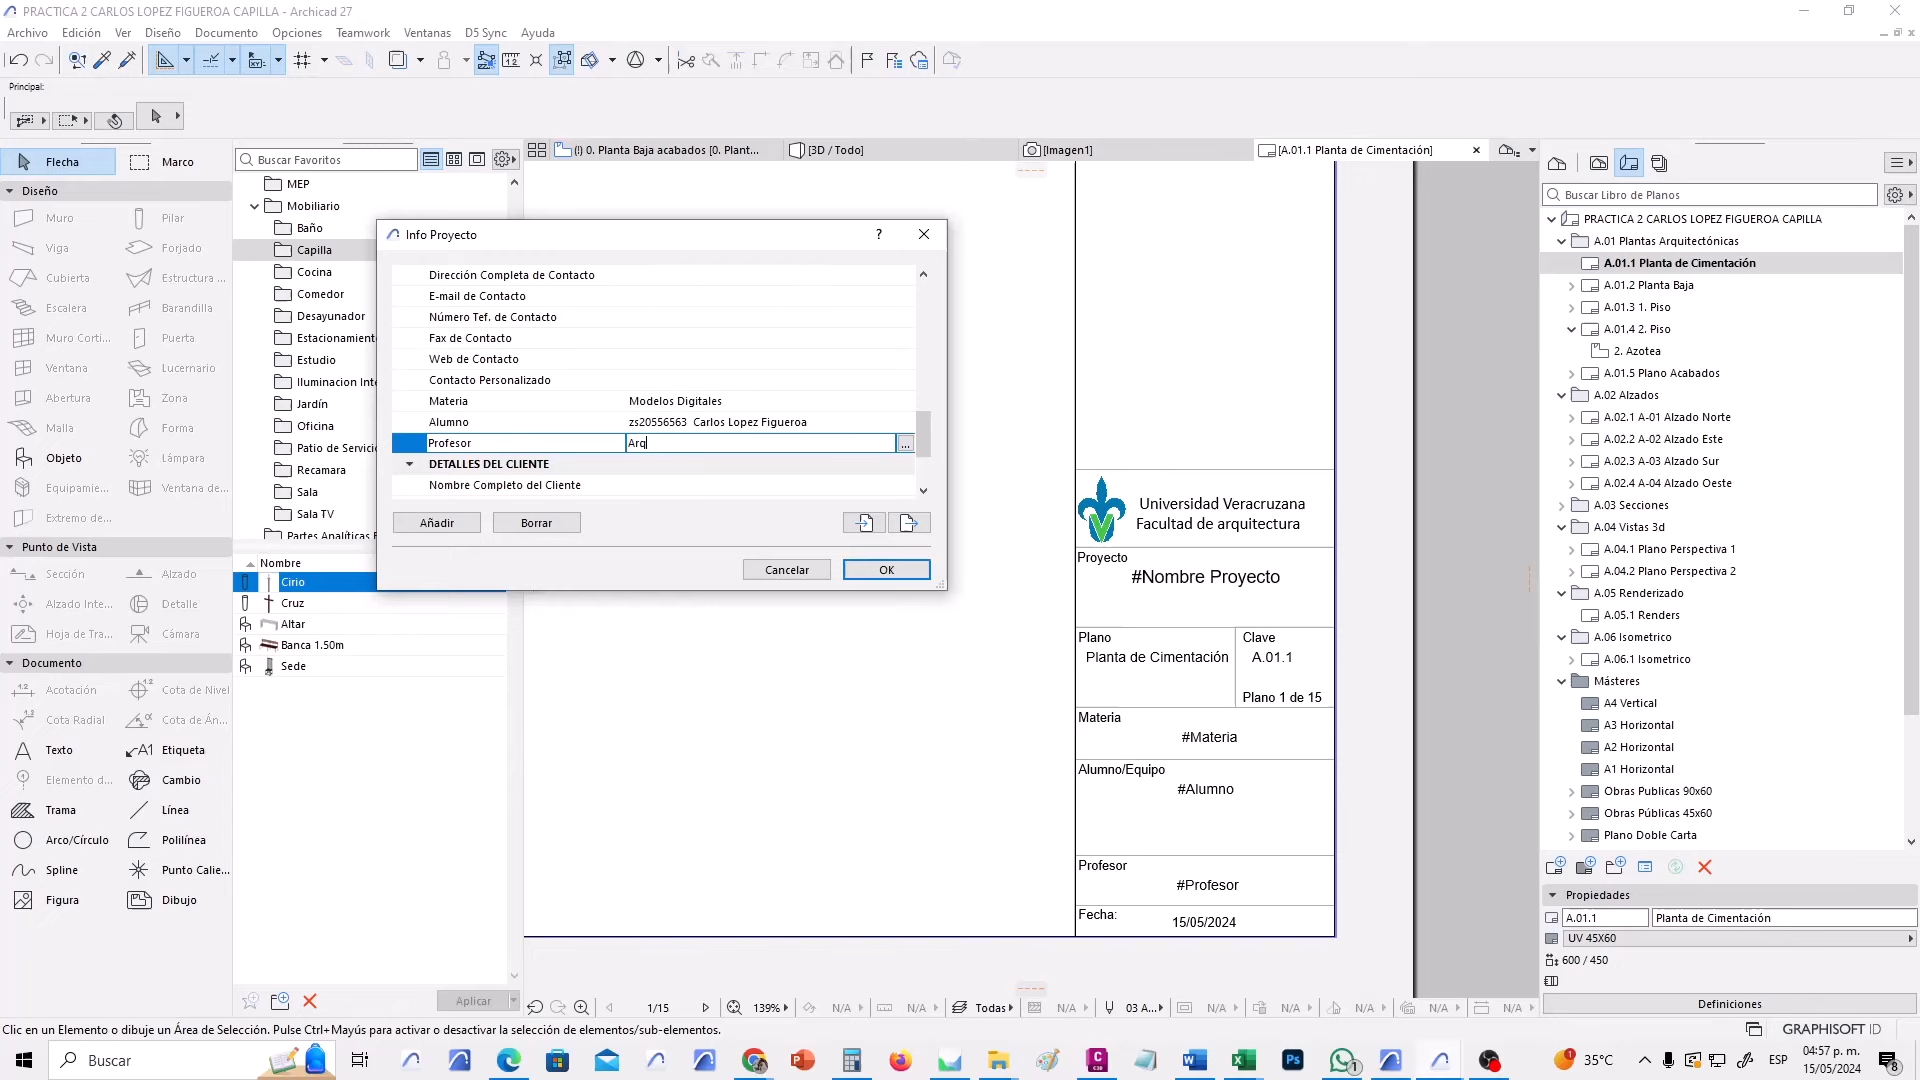 PRACTICA 2 CARLOS LOPEZ FIGUEROA CAPILLA - Archicad 27
Archivo Edición Ver Diseño Documento Opciones Teamwork Ventanas D5 Sync Ayuda
Principal:
Flecha Marco
Diseño
Muro Pilar
Viga Forjado
Cubierta Estructura ...
Escalera Barandilla
Muro Corti... Puerta
Ventana Lucernario
Abertura Zona
Malla Forma
Objeto Lámpara
Equipamie... Ventana de...
Extremo de...
Punto de Vista
Sección Alzado
Alzado Inte... Detalle
Hoja de Tra... Cámara
Documento
Acotación Cota de Nivel
Cota Radial Cota de Án...
Texto Etiqueta
Elemento d... Cambio
Trama Línea
Arco/Círculo Polilínea
Spline Punto Calie...
Figura Dibujo
Buscar Favoritos
MEP
Mobiliario
Baño
Capilla
Cocina
Comedor
Desayunador
Estacionamient
Estudio
Iluminacion Int
Jardín
Oficina
Patio de Servici
Recamara
Sala
Sala TV
Partes Analíticas
Nombre
Cirio
Cruz
Altar
Banca 1.50m
Sede
Aplicar
(!) 0. Planta Baja acabados [0. Plant... [3D / Todo] [Imagen1] [A.01.1 Planta de Cimentación]
Info Proyecto ?
Dirección Completa de Contacto
E-mail de Contacto
Número Tef. de Contacto
Fax de Contacto
Web de Contacto
Contacto Personalizado
Materia Modelos Digitales
Alumno zs20556563 Carlos Lopez Figueroa
Profesor Arq ...
DETALLES DEL CLIENTE
Nombre Completo del Cliente
Añadir Borrar
Cancelar OK
Universidad Veracruzana
Facultad de arquitectura
Proyecto
#Nombre Proyecto
Plano Clave
Planta de Cimentación A.01.1
Plano 1 de 15
Materia
#Materia
Alumno/Equipo
#Alumno
Profesor
#Profesor
Fecha:
15/05/2024
1/15 139% N/A N/A Todas N/A 03 A... N/A N/A N/A N/A N/A
Buscar Libro de Planos
PRACTICA 2 CARLOS LOPEZ FIGUEROA CAPILLA
A.01 Plantas Arquitectónicas
A.01.1 Planta de Cimentación
A.01.2 Planta Baja
A.01.3 1. Piso
A.01.4 2. Piso
2. Azotea
A.01.5 Plano Acabados
A.02 Alzados
A.02.1 A-01 Alzado Norte
A.02.2 A-02 Alzado Este
A.02.3 A-03 Alzado Sur
A.02.4 A-04 Alzado Oeste
A.03 Secciones
A.04 Vistas 3d
A.04.1 Plano Perspectiva 1
A.04.2 Plano Perspectiva 2
A.05 Renderizado
A.05.1 Renders
A.06 Isometrico
A.06.1 Isometrico
Másteres
A4 Vertical
A3 Horizontal
A2 Horizontal
A1 Horizontal
Obras Publicas 90x60
Obras Públicas 45x60
Plano Doble Carta
Propiedades
A.01.1 Planta de Cimentación
UV 45X60
600 / 450
Definiciones
Clic en un Elemento o dibuje un Área de Selección. Pulse Ctrl+Mayús para activar o desactivar la selección de elementos/sub-elementos.
GRAPHISOFT ID
Buscar
35°C ESP 04:57 p. m.
15/05/2024